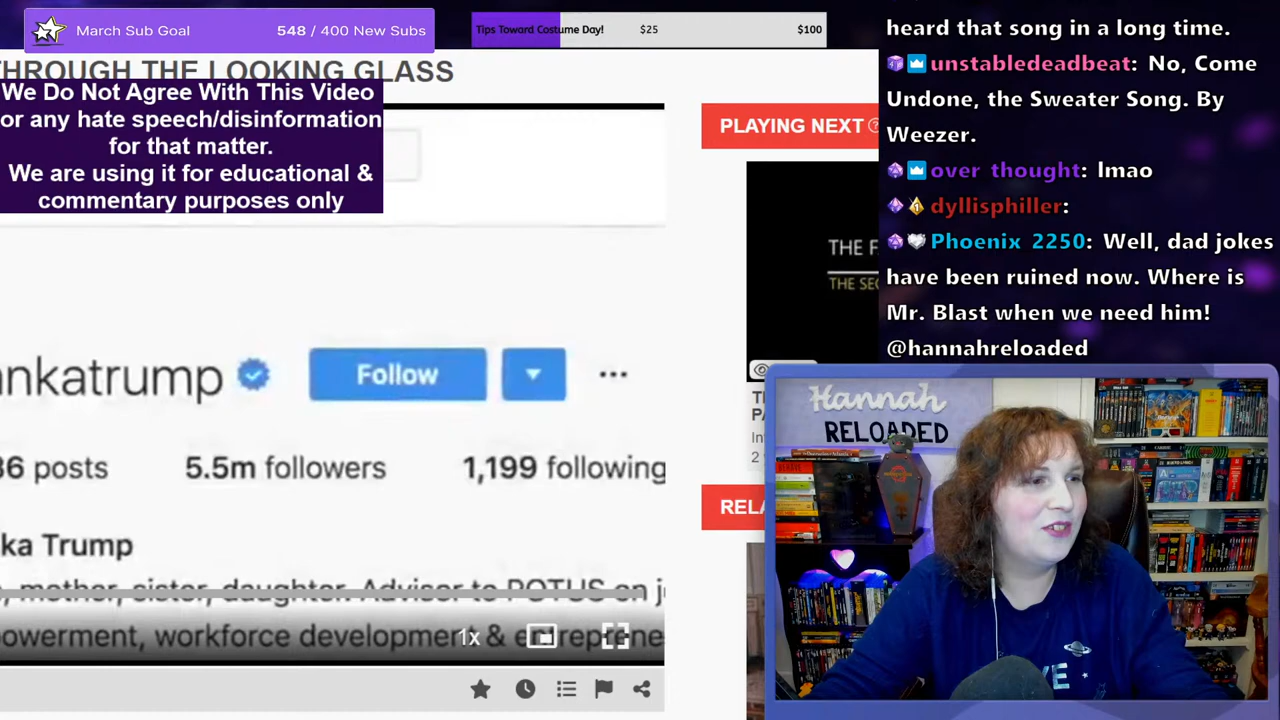 March Sub Goal 548 / 400 New Subs
Tips Toward Costume Day! $25 $100
THROUGH THE LOOKING GLASS
We Do Not Agree With This Video
or any hate speech/disinformation
for that matter.
We are using it for educational &
commentary purposes only
PLAYING NEXT
THE F
THE SEC
nkatrump Follow
36 posts 5.5m followers 1,199 following
ka Trump
, mother, sister, daughter. Advisor to POTUS on j
powerment, workforce development & entreprene
1x
heard that song in a long time.
unstabledeadbeat: No, Come
Undone, the Sweater Song. By
Weezer.
over thought: lmao
dyllisphiller:
Phoenix 2250: Well, dad jokes
have been ruined now. Where is
Mr. Blast when we need him!
@hannahreloaded
Hannah
RELOADED
RELA